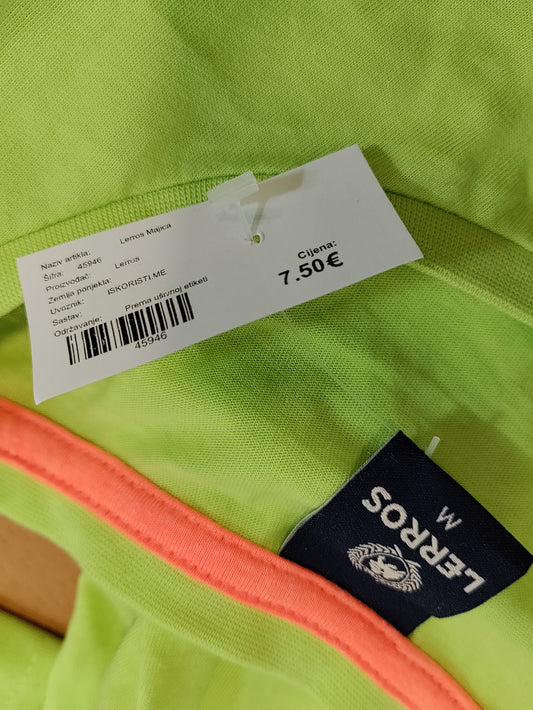 Naziv artikla: Lerros Majica
Šifra: 45946
Proizvođač: Lerros
Zemlja porijekla:
Uvoznik: ISKORISTI.ME
Sastav:
Održavanje: Prema ušivnoj etiketi
45946
Cijena:
7.50€
LERROS
M